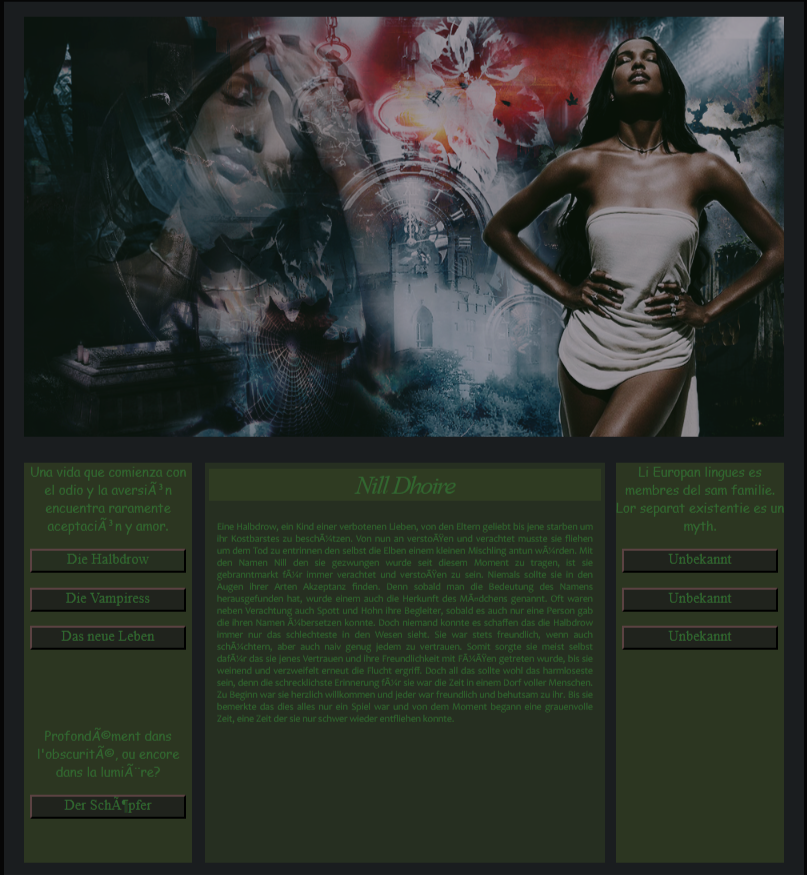 Una vida que comienza con
el odio y la aversiÃ³n
encuentra raramente
aceptaciÃ³n y amor.
Die Halbdrow
Die Vampiress
Das neue Leben
ProfondÃ©ment dans
l'obscuritÃ©, ou encore
dans la lumiÃ¨re?
Der SchÃ¶pfer
Nill Dhoire
Eine Halbdrow, ein Kind einer verbotenen Lieben, von den Eltern geliebt bis jene starben um
ihr Kostbarstes zu beschÃ¼tzen. Von nun an verstoÃŸen und verachtet musste sie fliehen
um dem Tod zu entrinnen den selbst die Elben einem kleinen Mischling antun wÃ¼rden. Mit
den Namen Nill den sie gezwungen wurde seit diesem Moment zu tragen, ist sie
gebranntmarkt fÃ¼r immer verachtet und verstoÃŸen zu sein. Niemals sollte sie in den
Augen ihrer Arten Akzeptanz finden. Denn sobald man die Bedeutung des Namens
herausgefunden hat, wurde einem auch die Herkunft des MÃ¤dchens genannt. Oft waren
neben Verachtung auch Spott und Hohn ihre Begleiter, sobald es auch nur eine Person gab
die ihren Namen Ã¼bersetzen konnte. Doch niemand konnte es schaffen das die Halbdrow
immer nur das schlechteste in den Wesen sieht. Sie war stets freundlich, wenn auch
schÃ¼chtern, aber auch naiv genug jedem zu vertrauen. Somit sorgte sie meist selbst
dafÃ¼r das sie jenes Vertrauen und ihre Freundlichkeit mit FÃ¼ÃŸen getreten wurde, bis sie
weinend und verzweifelt erneut die Flucht ergriff. Doch all das sollte wohl das harmloseste
sein, denn die schrecklichste Erinnerung fÃ¼r sie war die Zeit in einem Dorf voller Menschen.
Zu Beginn war sie herzlich willkommen und jeder war freundlich und behutsam zu ihr. Bis sie
bemerkte das dies alles nur ein Spiel war und von dem Moment begann eine grauenvolle
Zeit, eine Zeit der sie nur schwer wieder entfliehen konnte.
Li Europan lingues es
membres del sam familie.
Lor separat existentie es un
myth.
Unbekannt
Unbekannt
Unbekannt